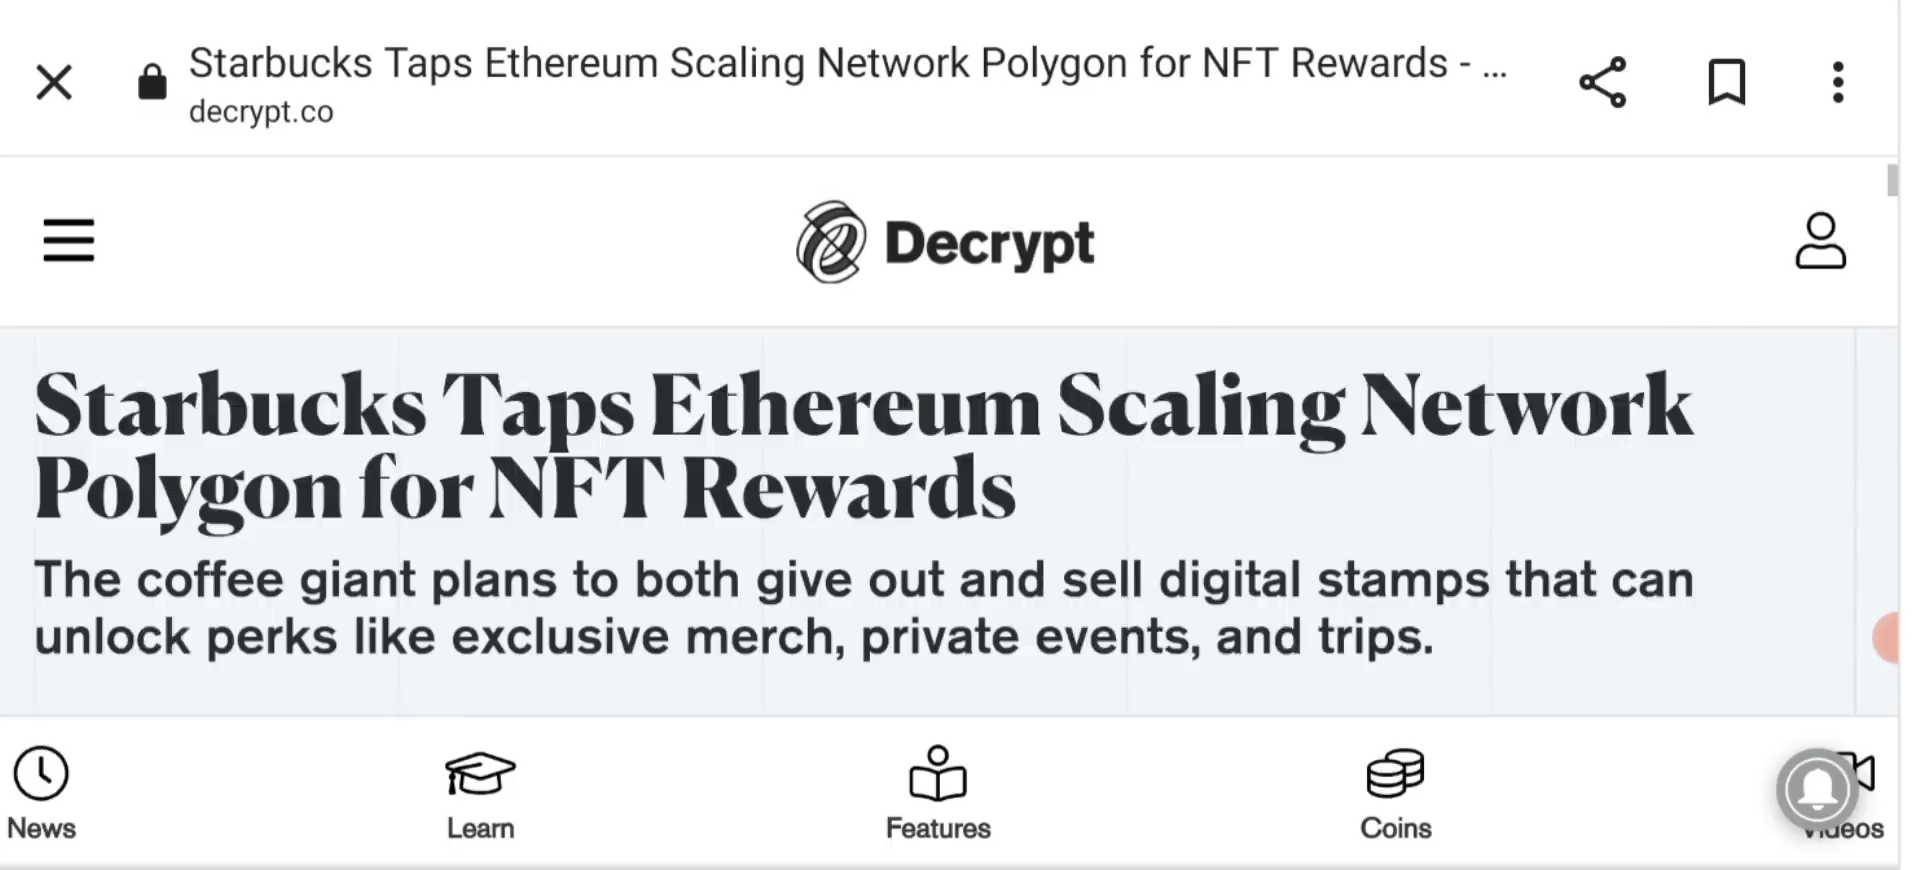 Starbucks Taps Ethereum Scaling Network Polygon for NFT Rewards - ...
decrypt.co
Decrypt
Starbucks Taps Ethereum Scaling Network
Polygon for NFT Rewards
The coffee giant plans to both give out and sell digital stamps that can
unlock perks like exclusive merch, private events, and trips.
News
Learn
Features
Coins
Videos